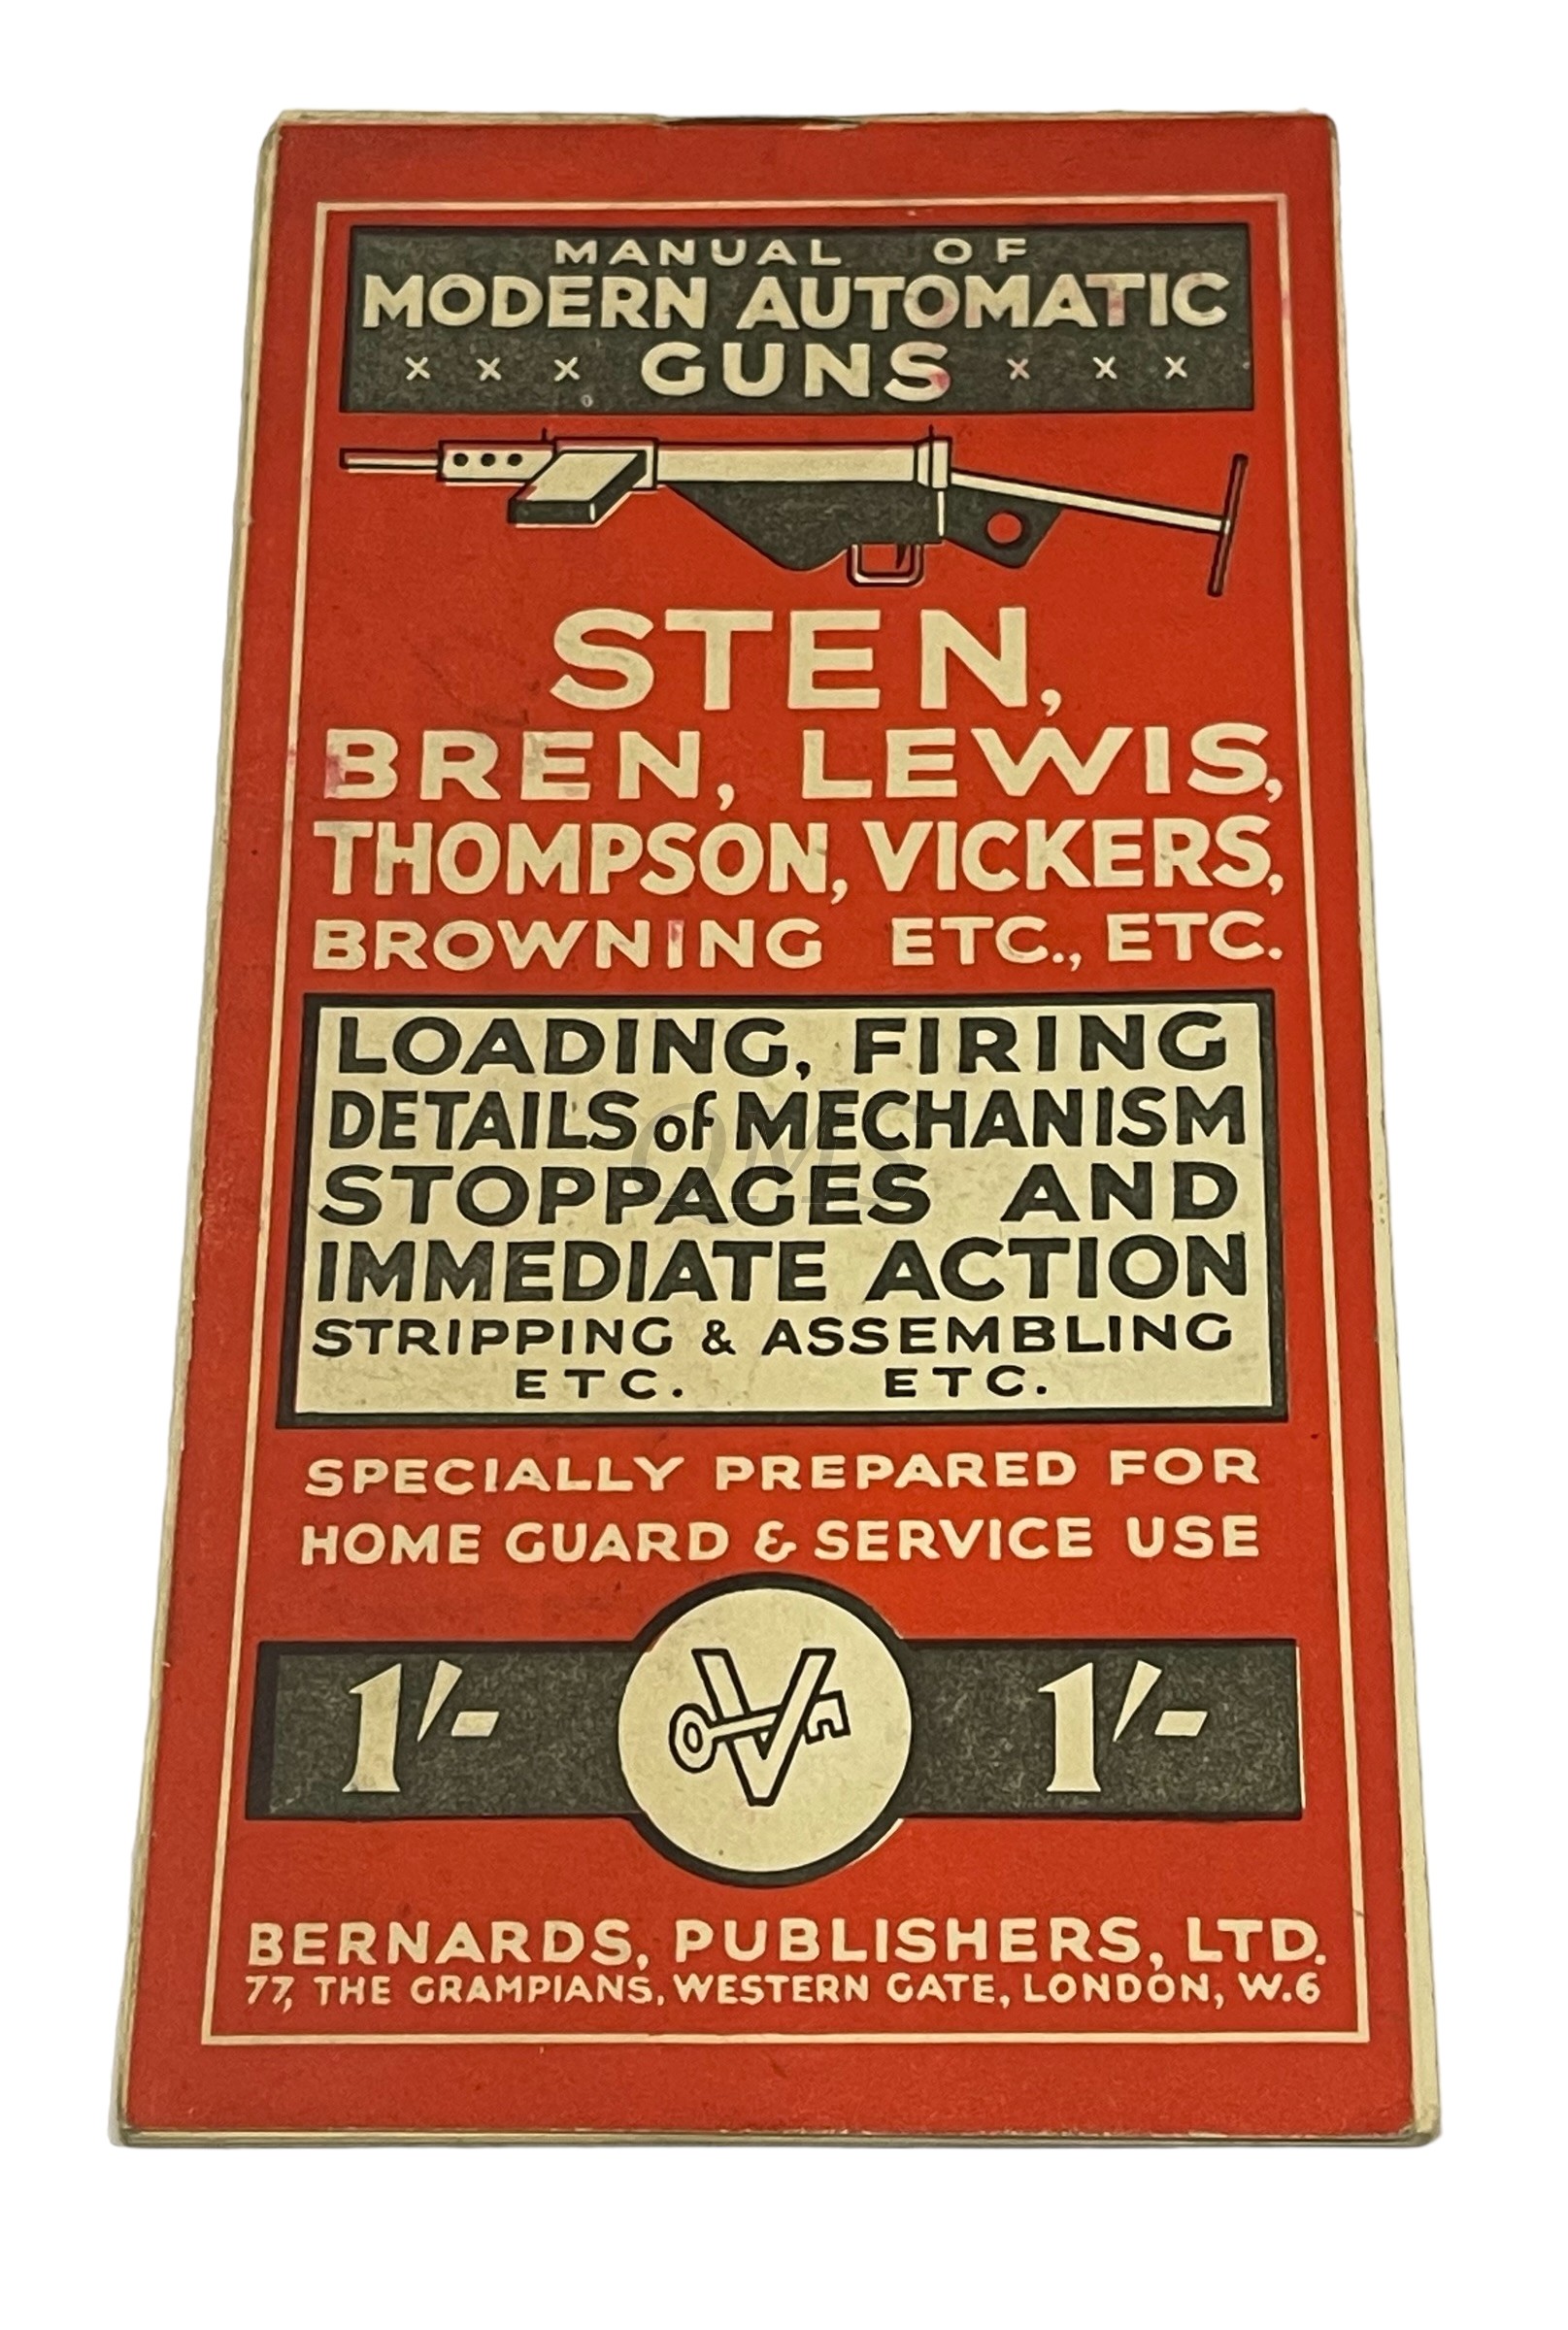 MANUAL OF
MODERN AUTOMATIC
x x x GUNS x x x
STEN,
BREN, LEWIS,
THOMPSON, VICKERS,
BROWNING ETC., ETC.
LOADING, FIRING
DETAILS of MECHANISM
STOPPAGES AND
IMMEDIATE ACTION
STRIPPING & ASSEMBLING
ETC. ETC.
QMS
SPECIALLY PREPARED FOR
HOME GUARD & SERVICE USE
1/- V 1/-
BERNARDS, PUBLISHERS, LTD.
77, THE GRAMPIANS, WESTERN GATE, LONDON, W.6